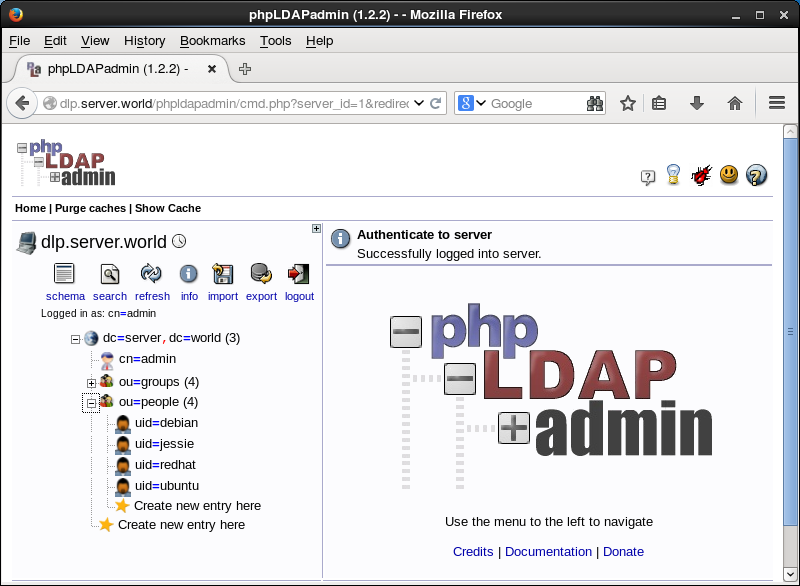 phpLDAPadmin (1.2.2) - - Mozilla Firefox
File Edit View History Bookmarks Tools Help
phpLDAPadmin (1.2.2) -
dlp.server.world/phpldapadmin/cmd.php?server_id=1&redirec
8 Google
php
LDAP
admin
Home | Purge caches | Show Cache
dlp.server.world
schema search refresh info import export logout
Logged in as: cn=admin
dc=server,dc=world (3)
cn=admin
ou=groups (4)
ou=people (4)
uid=debian
uid=jessie
uid=redhat
uid=ubuntu
Create new entry here
Create new entry here
Authenticate to server
Successfully logged into server.
php
LDAP
admin
Use the menu to the left to navigate
Credits | Documentation | Donate